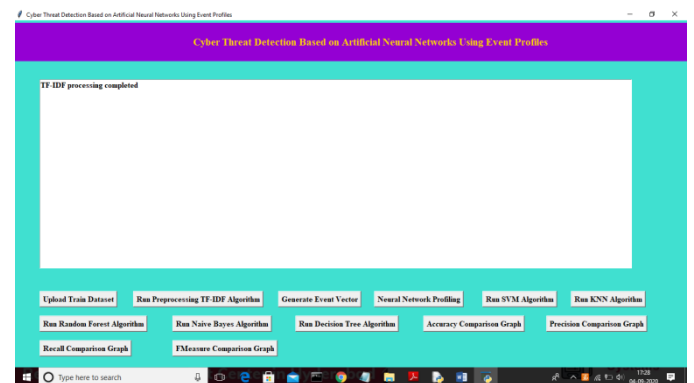 Cyber Threat Detection Based on Artificial Neural Networks Using Event Profiles
Cyber Threat Detection Based on Artificial Neural Networks Using Event Profiles
TF-IDF processing completed
Upload Train Dataset Run Preprocessing TF-IDF Algorithm Generate Event Vector Neural Network Profiling Run SVM Algorithm Run KNN Algorithm
Run Random Forest Algorithm Run Naive Bayes Algorithm Run Decision Tree Algorithm Accuracy Comparison Graph Precision Comparison Graph
Recall Comparison Graph FMeasure Comparison Graph
Type here to search
17:28
04-09-2020